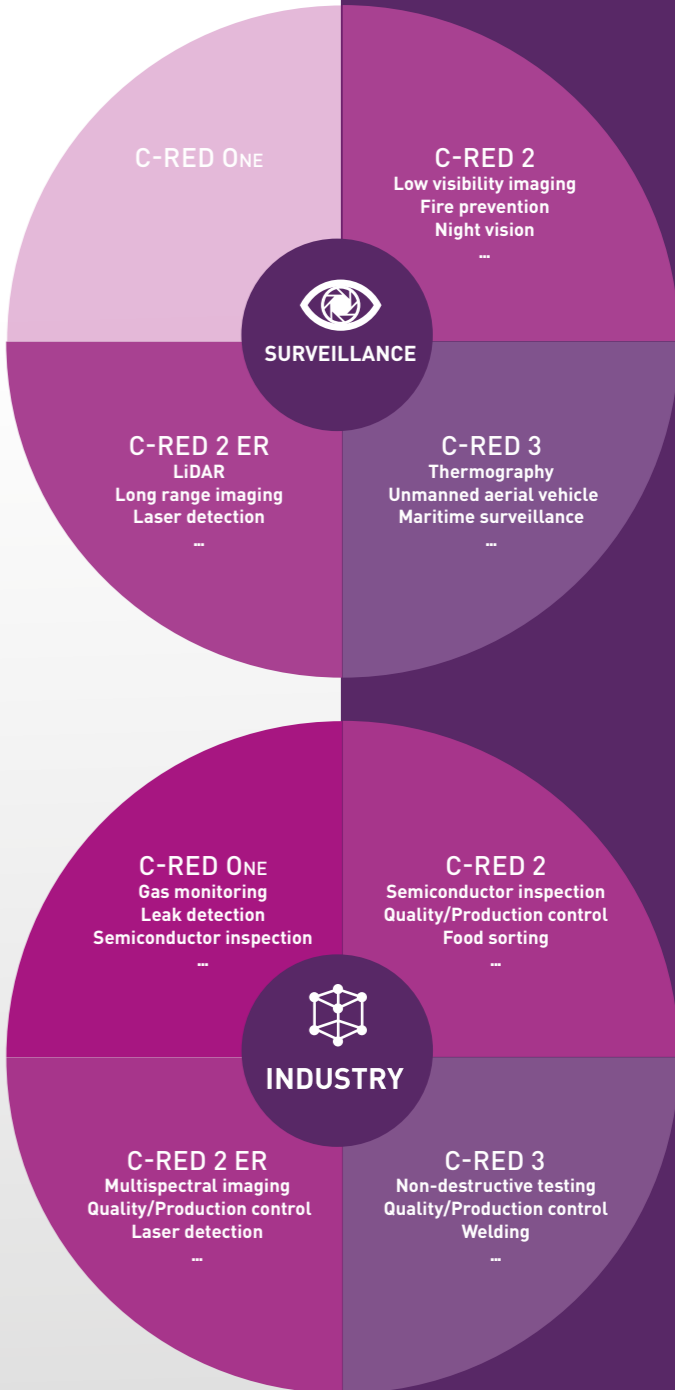 C-RED ONE
C-RED 2
Low visibility imaging
Fire prevention
Night vision
...
SURVEILLANCE
C-RED 2 ER
LiDAR
Long range imaging
Laser detection
...
C-RED 3
Thermography
Unmanned aerial vehicle
Maritime surveillance
...
C-RED ONE
Gas monitoring
Leak detection
Semiconductor inspection
...
C-RED 2
Semiconductor inspection
Quality/Production control
Food sorting
...
INDUSTRY
C-RED 2 ER
Multispectral imaging
Quality/Production control
Laser detection
...
C-RED 3
Non-destructive testing
Quality/Production control
Welding
...